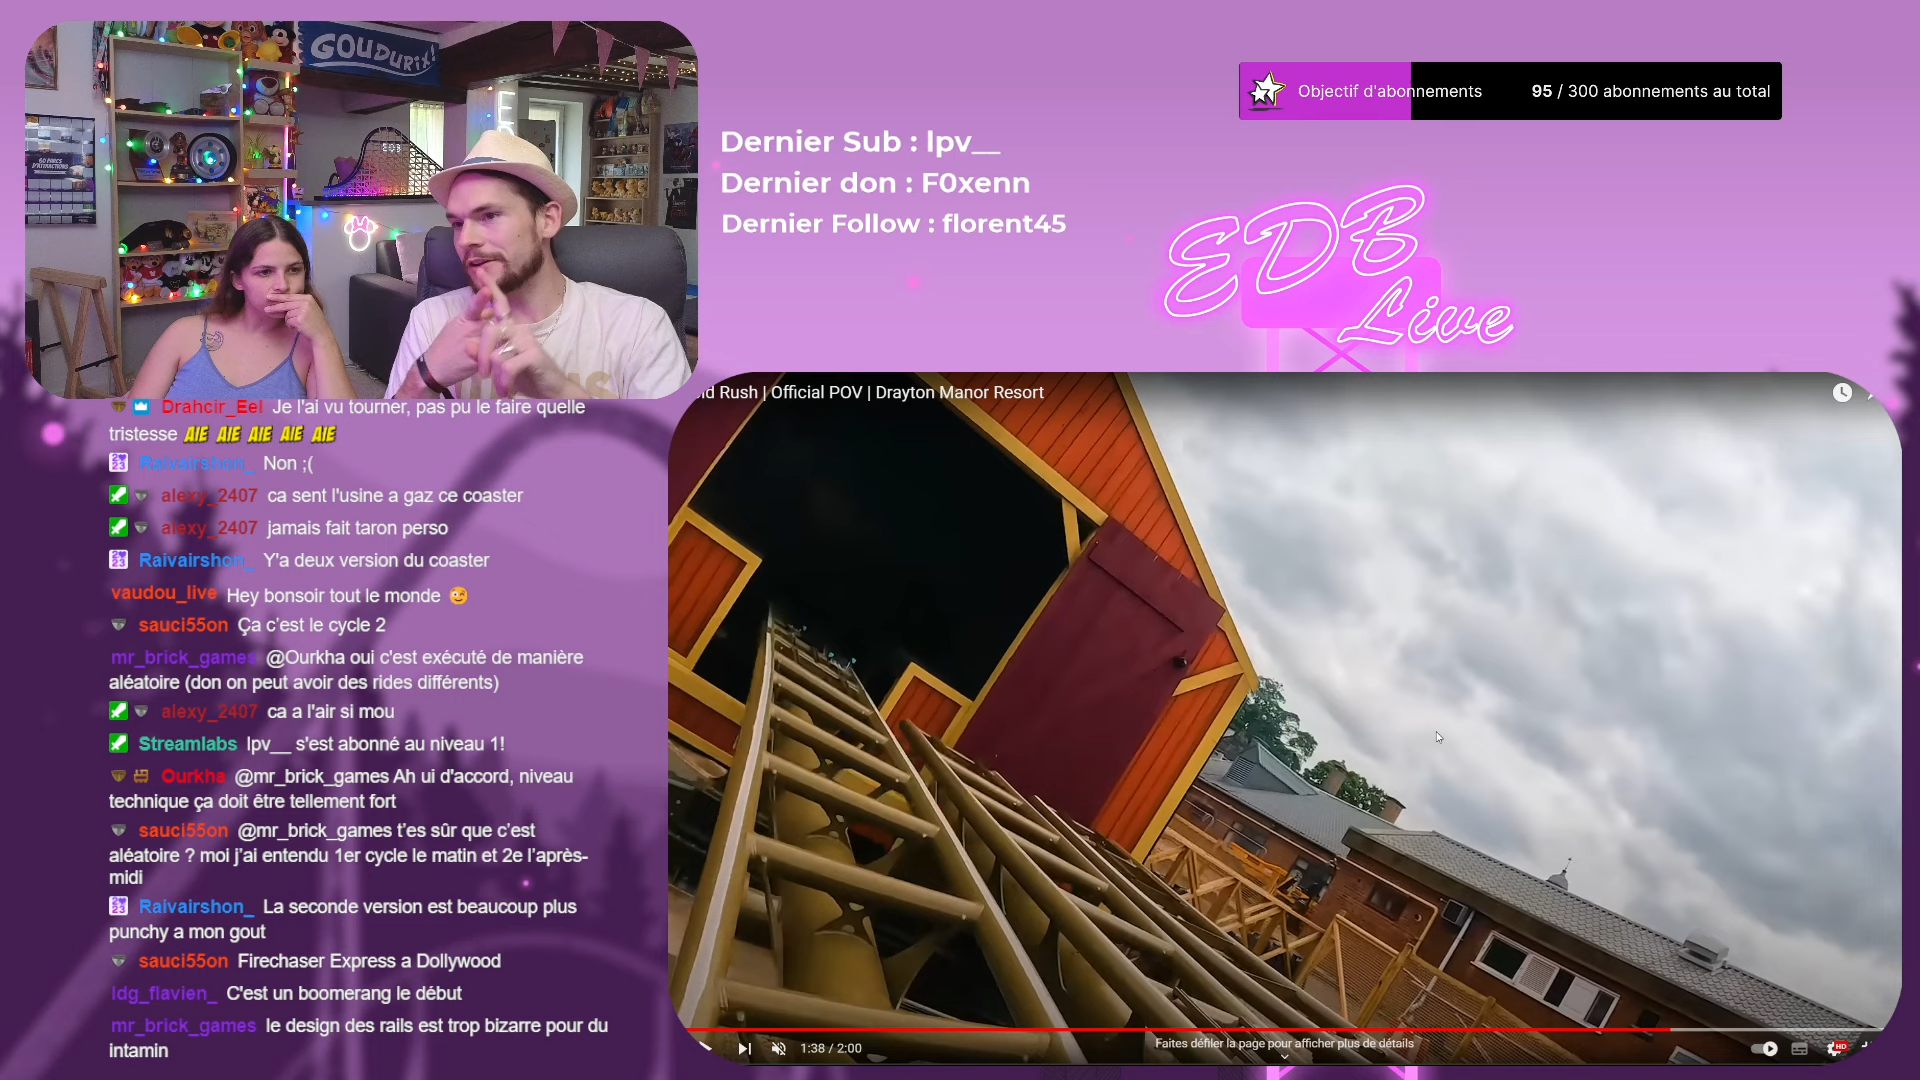 GOUDURIX!
60 PARCS
D'ATTRACTIONS
EDB
Objectif d'abonnements
95 / 300 abonnements au total
Dernier Sub : lpv__
Dernier don : F0xenn
Dernier Follow : florent45
EDB
Live
Rush | Official POV | Drayton Manor Resort
Drahcir_Eel Je l'ai vu tourner, pas pu le faire quelle
tristesse AIE AIE AIE AIE AIE
Raivairshon_ Non ;(
alexy_2407 ca sent l'usine a gaz ce coaster
alexy_2407 jamais fait taron perso
Raivairshon_ Y'a deux version du coaster
vaudou_live Hey bonsoir tout le monde
sauci55on Ça c'est le cycle 2
mr_brick_games @Ourkha oui c'est exécuté de manière
aléatoire (don on peut avoir des rides différents)
alexy_2407 ca a l'air si mou
Streamlabs lpv__ s'est abonné au niveau 1!
Ourkha @mr_brick_games Ah ui d'accord, niveau
technique ça doit être tellement fort
sauci55on @mr_brick_games t'es sûr que c'est
aléatoire ? moi j'ai entendu 1er cycle le matin et 2e l'après-
midi
Raivairshon_ La seconde version est beaucoup plus
punchy a mon gout
sauci55on Firechaser Express a Dollywood
ldg_flavien_ C'est un boomerang le début
mr_brick_games le design des rails est trop bizarre pour du
intamin
1:38 / 2:00
Faites défiler la page pour afficher plus de détails
HD